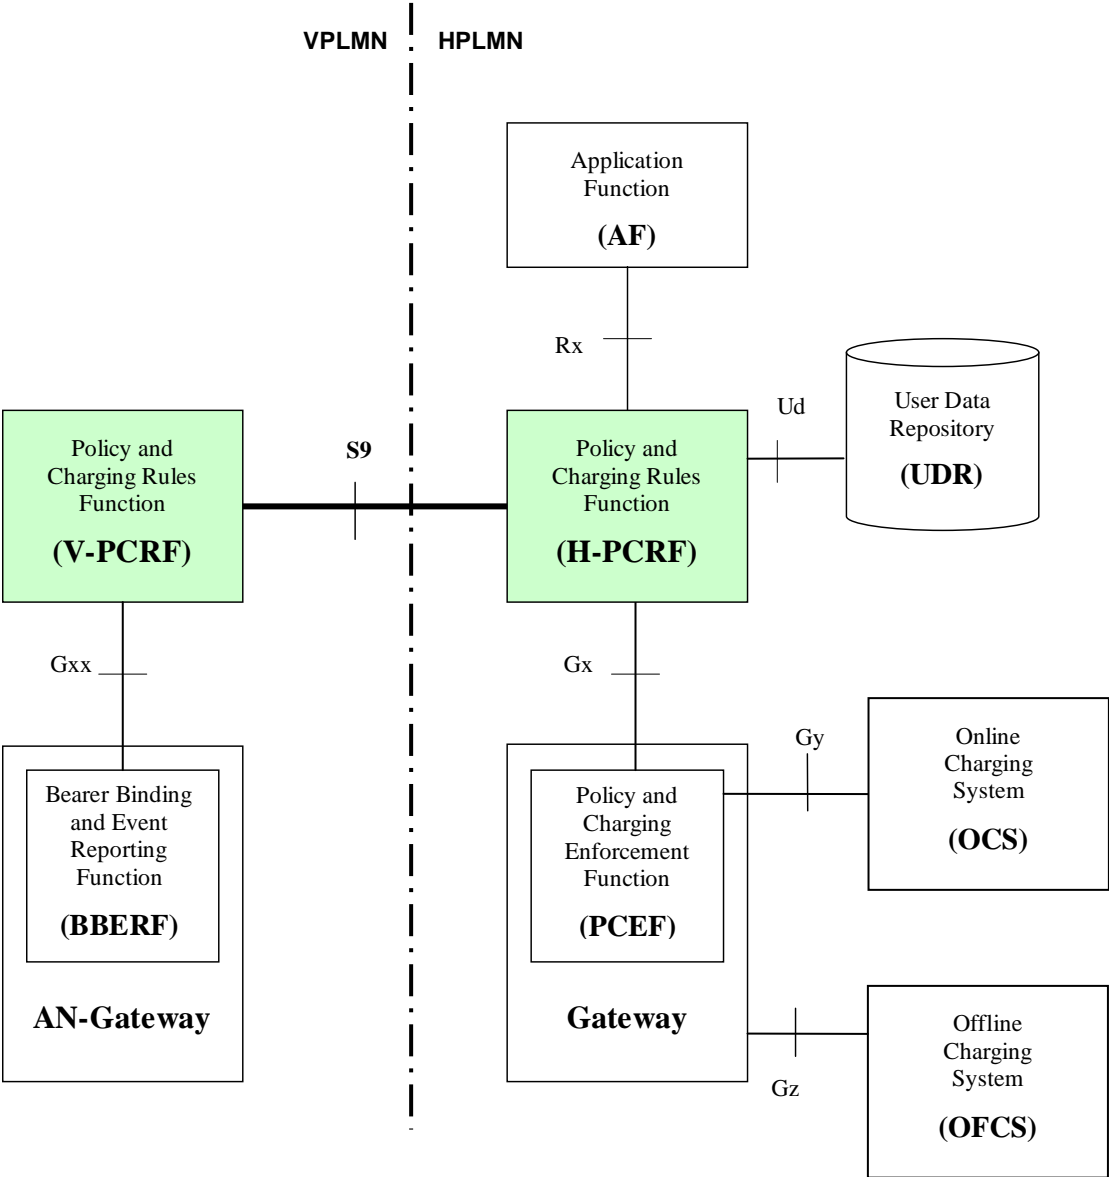 VPLMN
HPLMN
Application
Function
(AF)
Rx
Ud
User Data
Repository
(UDR)
Policy and
Charging Rules
Function
(V-PCRF)
S9
Policy and
Charging Rules
Function
(H-PCRF)
Gxx
Gx
Gy
Online
Charging
System
(OCS)
Bearer Binding
and Event
Reporting
Function
(BBERF)
AN-Gateway
Policy and
Charging
Enforcement
Function
(PCEF)
Gateway
Gz
Offline
Charging
System
(OFCS)